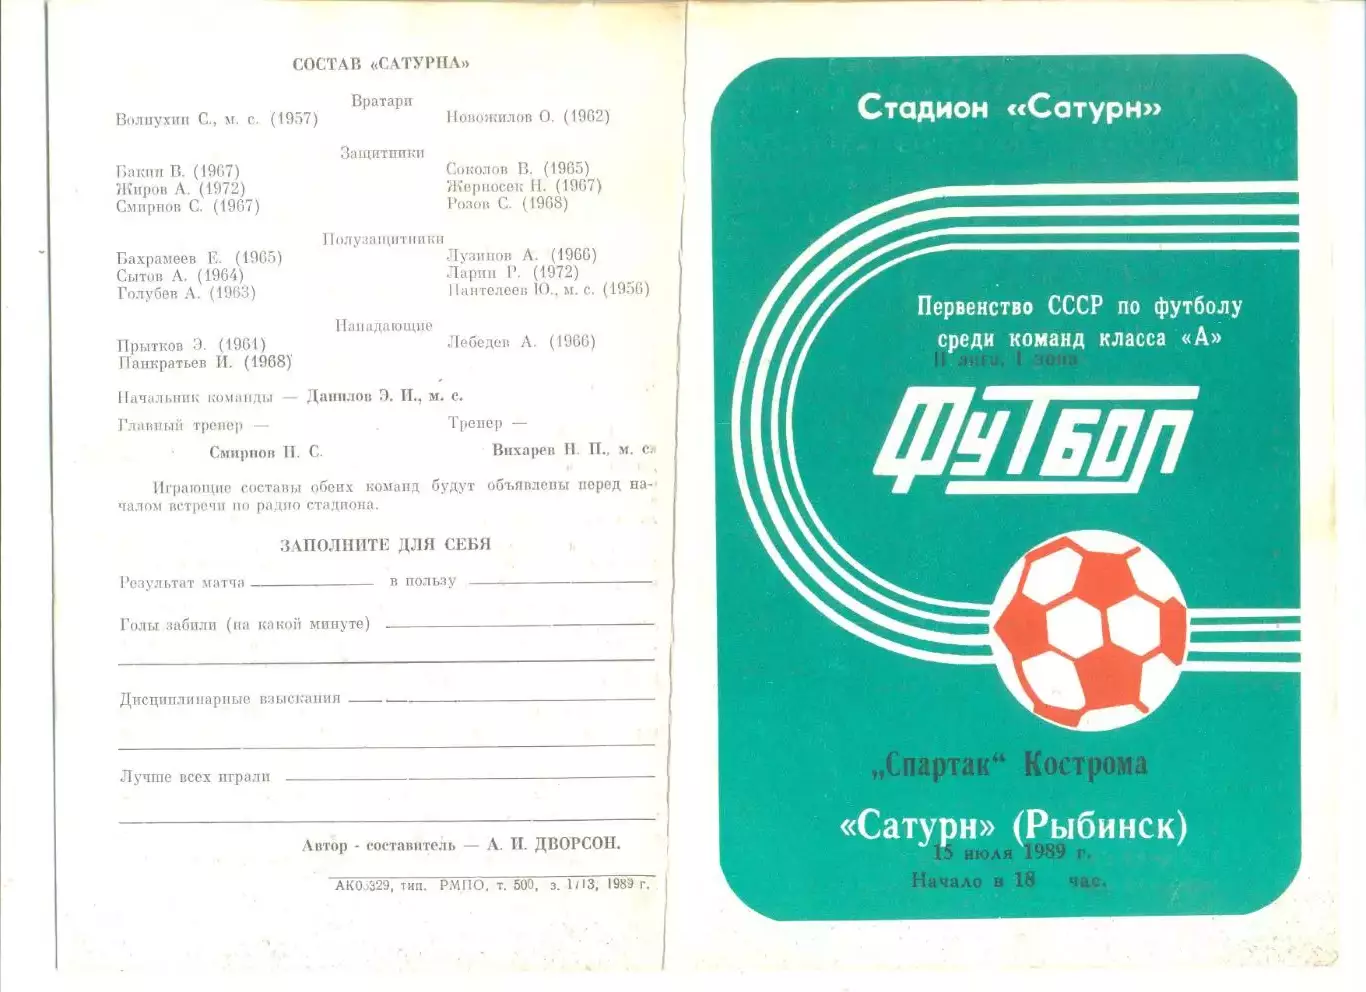 СОСТАВ «САТУРНА»
Вратари
Волпухин С., м. с. (1957)
Новожилов О. (1962)
Защитники
Бакин В. (1967)
Соколов В. (1965)
Жиров А. (1972)
Жерносек Н. (1967)
Смирнов С. (1967)
Розов С. (1968)
Полузащитники
Бахрамеев Е. (1965)
Лузинов А. (1966)
Сытов А. (1964)
Ларин Р. (1972)
Голубев А. (1963)
Пантелеев Ю., м. с. (1956)
Нападающие
Прытков Э. (1961)
Лебедев А. (1966)
Панкратьев И. (1968)
Начальник команды — Данилов Э. И., м. с.
Главный тренер —
Тренер —
Смирнов Н. С.
Вихарев Н. П., м. с.
Играющие составы обеих команд будут объявлены перед на-
чалом встречи по радио стадиона.
ЗАПОЛНИТЕ ДЛЯ СЕБЯ
Результат матча в пользу
Голы забили (на какой минуте)
Дисциплинарные взыскания
Лучше всех играли
Автор - составитель — А. И. ДВОРСОН.
тип. РМПО, т. 500, з. 1713, 1989 г.
Стадион «Сатурн»
Первенство СССР по футболу
среди команд класса «А»
II лига, I зона
ФУТБОЛ
„Спартак“ Кострома
«Сатурн» (Рыбинск)
15 июля 1989 г.
Начало в 18 час.